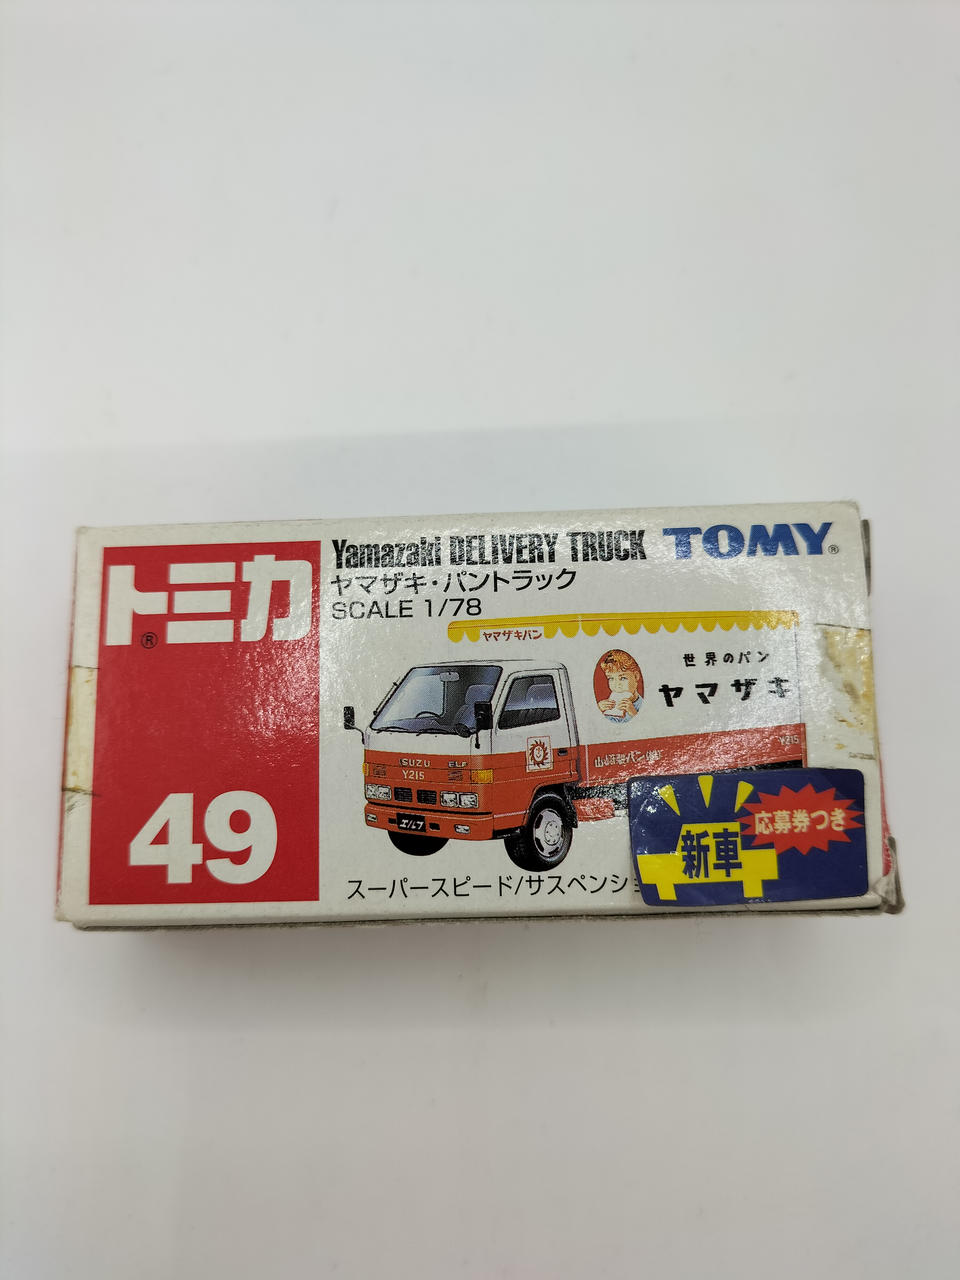 トミカ®
49
Yamazaki DELIVERY TRUCK
TOMY®
ヤマザキ・パントラック
SCALE 1/78
ヤマザキパン
世界のパン
ヤマザキ
Y215
ISUZU ELF
Y215
エルフ
応募券つき
新車
スーパースピード/サスペンショ